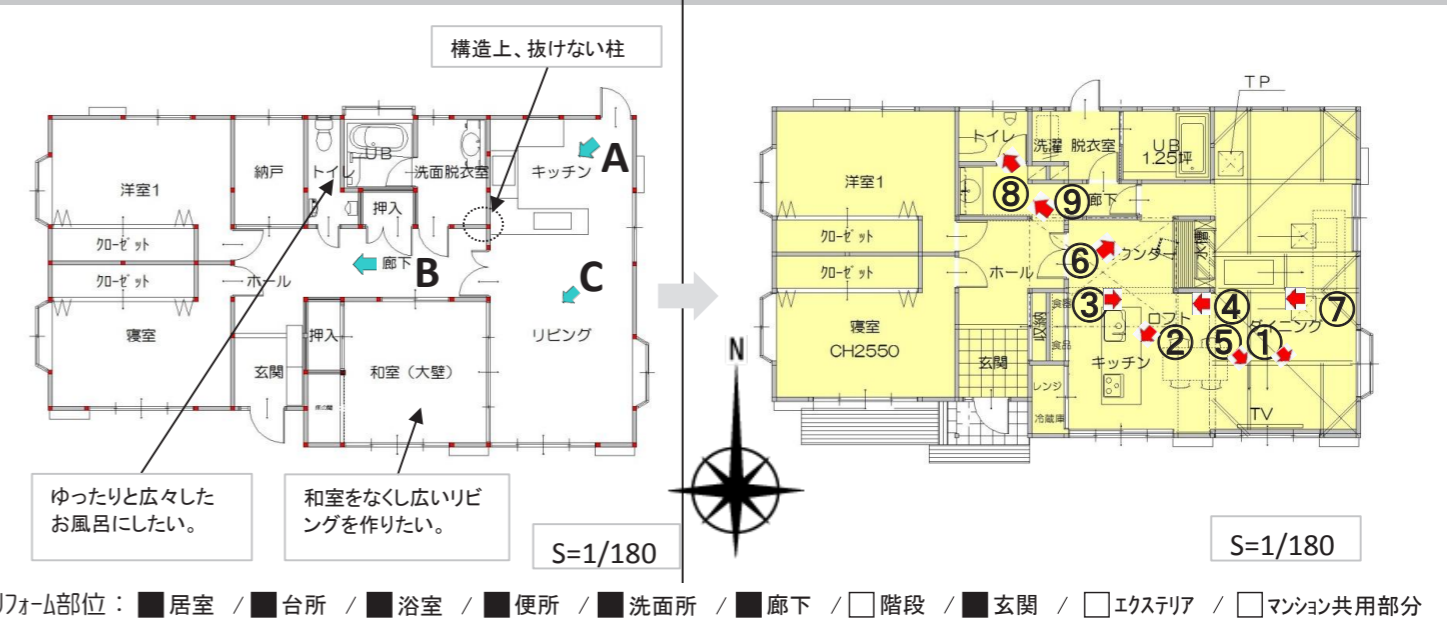 構造上、抜けない柱
洋室1
納戸
トイレ
UB
洗面脱衣室
キッチン
A
押入
クローゼット
クローゼット
ホール
廊下
B
C
リビング
寝室
玄関
押入
和室（大壁）
ゆったりと広々した
お風呂にしたい。
和室をなくし広いリビ
ングを作りたい。
S=1/180
TP
トイレ
洗濯
脱衣室
UB
1.25坪
洋室1
⑧
⑨
廊下
クローゼット
クローゼット
ホール
⑥
ウンター
水槽
③
④
⑦
食器
収納
食品
ロフト
ダイニング
②
⑤
①
寝室
CH2550
玄関
キッチン
レンジ
冷蔵庫
TV
N
S=1/180
リフォーム部位：■居室 /■台所 /■浴室 /■便所 /■洗面所 /■廊下 /□階段 /■玄関 /□エクステリア /□マンション共用部分